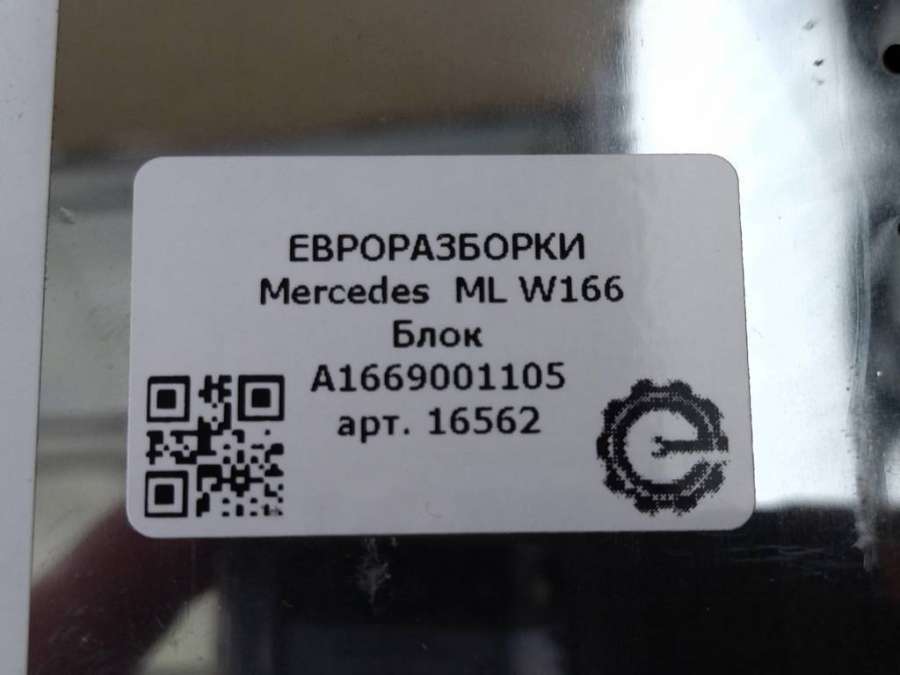 ЕВРОРАЗБОРКИ
Mercedes ML W166
Блок
A1669001105
арт. 16562